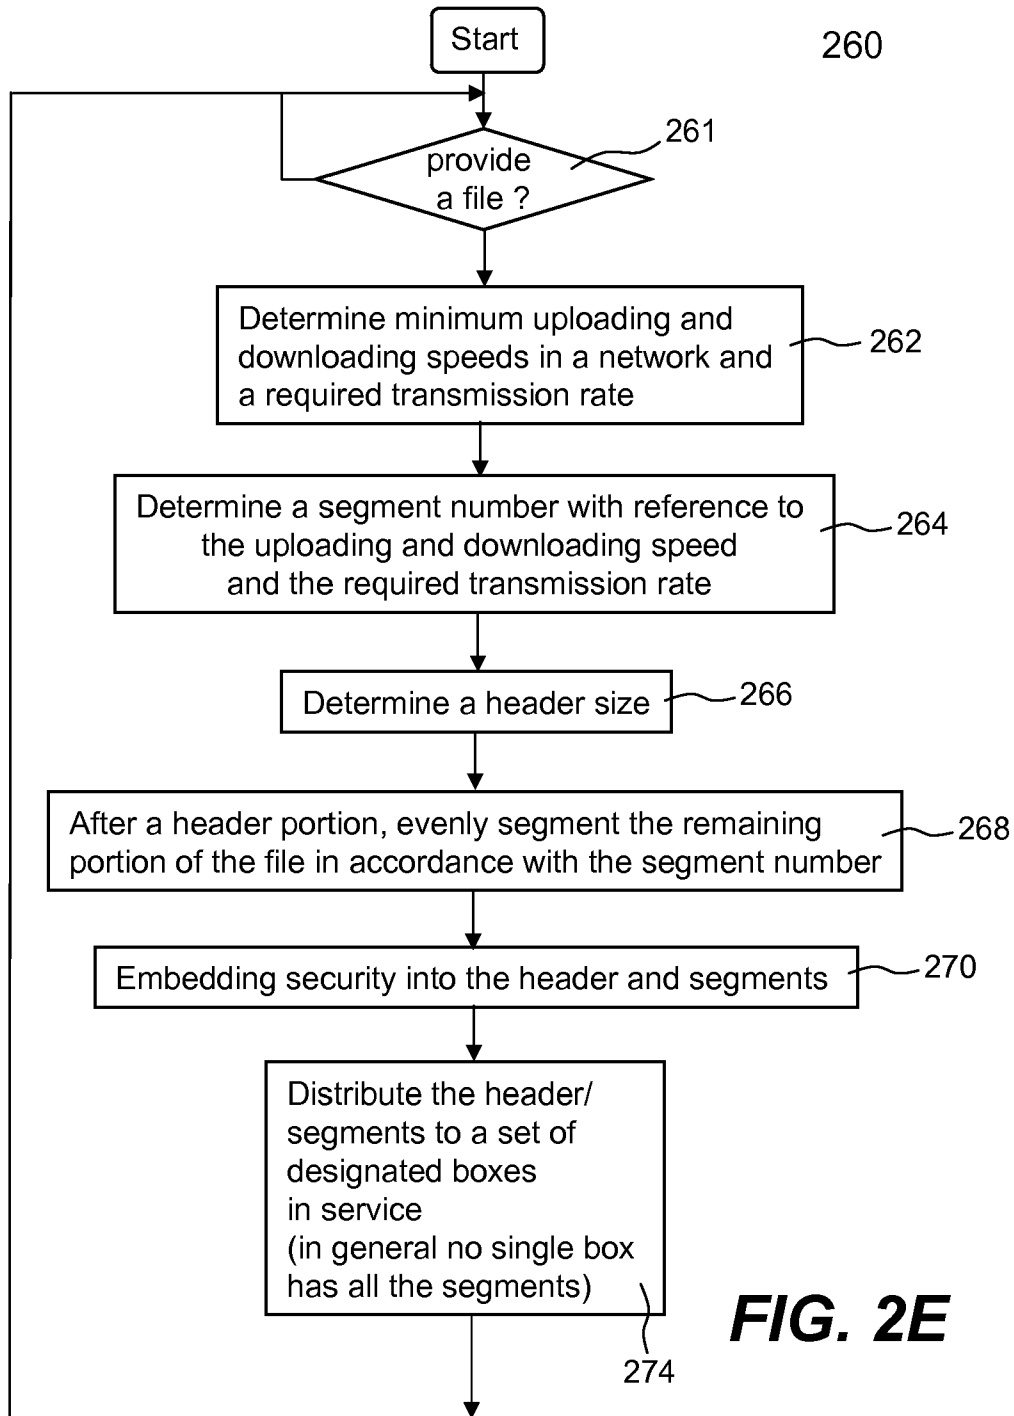 Start
260
261
provide
a file ?
Determine minimum uploading and
downloading speeds in a network and
a required transmission rate
262
Determine a segment number with reference to
the uploading and downloading speed
and the required transmission rate
264
Determine a header size
266
After a header portion, evenly segment the remaining
portion of the file in accordance with the segment number
268
Embedding security into the header and segments
270
Distribute the header/
segments to a set of
designated boxes
in service
(in general no single box
has all the segments)
274
FIG. 2E